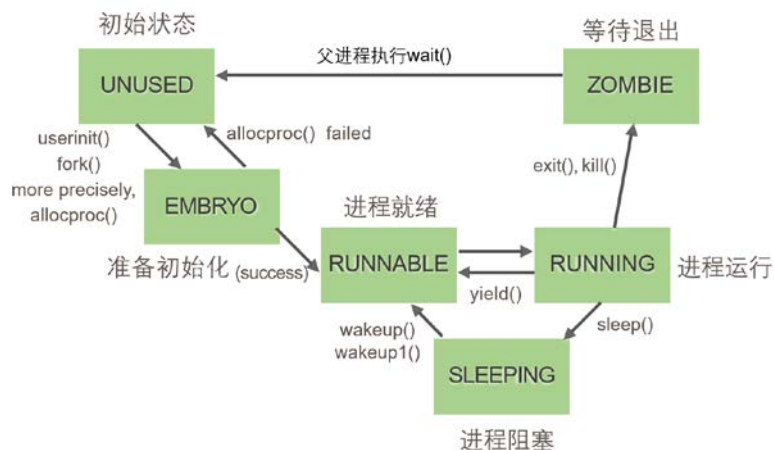 初始状态
UNUSED
父进程执行wait()
等待退出
ZOMBIE
userinit()
fork()
more precisely,
allocproc()
allocproc() failed
EMBRYO
准备初始化 (success)
进程就绪
RUNNABLE
exit(), kill()
RUNNING
进程运行
yield()
wakeup()
wakeup1()
sleep()
SLEEPING
进程阻塞